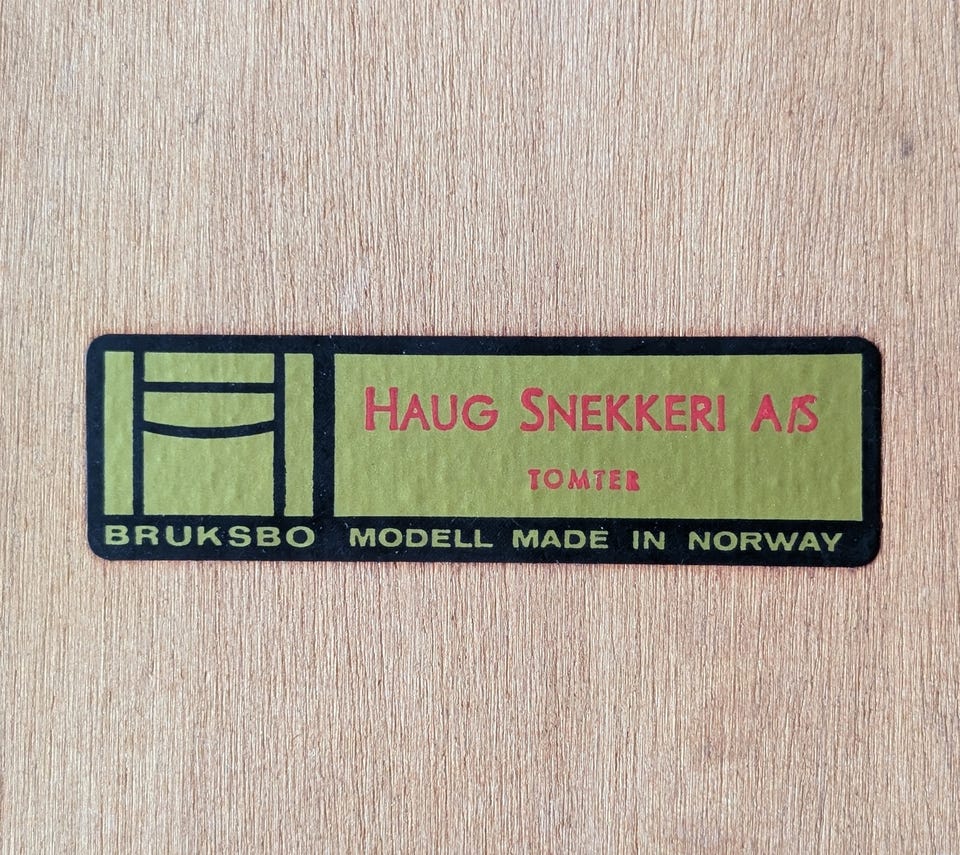 HAUG SNEKKERI A/S
TOMTER
BRUKSBO MODELL MADE IN NORWAY